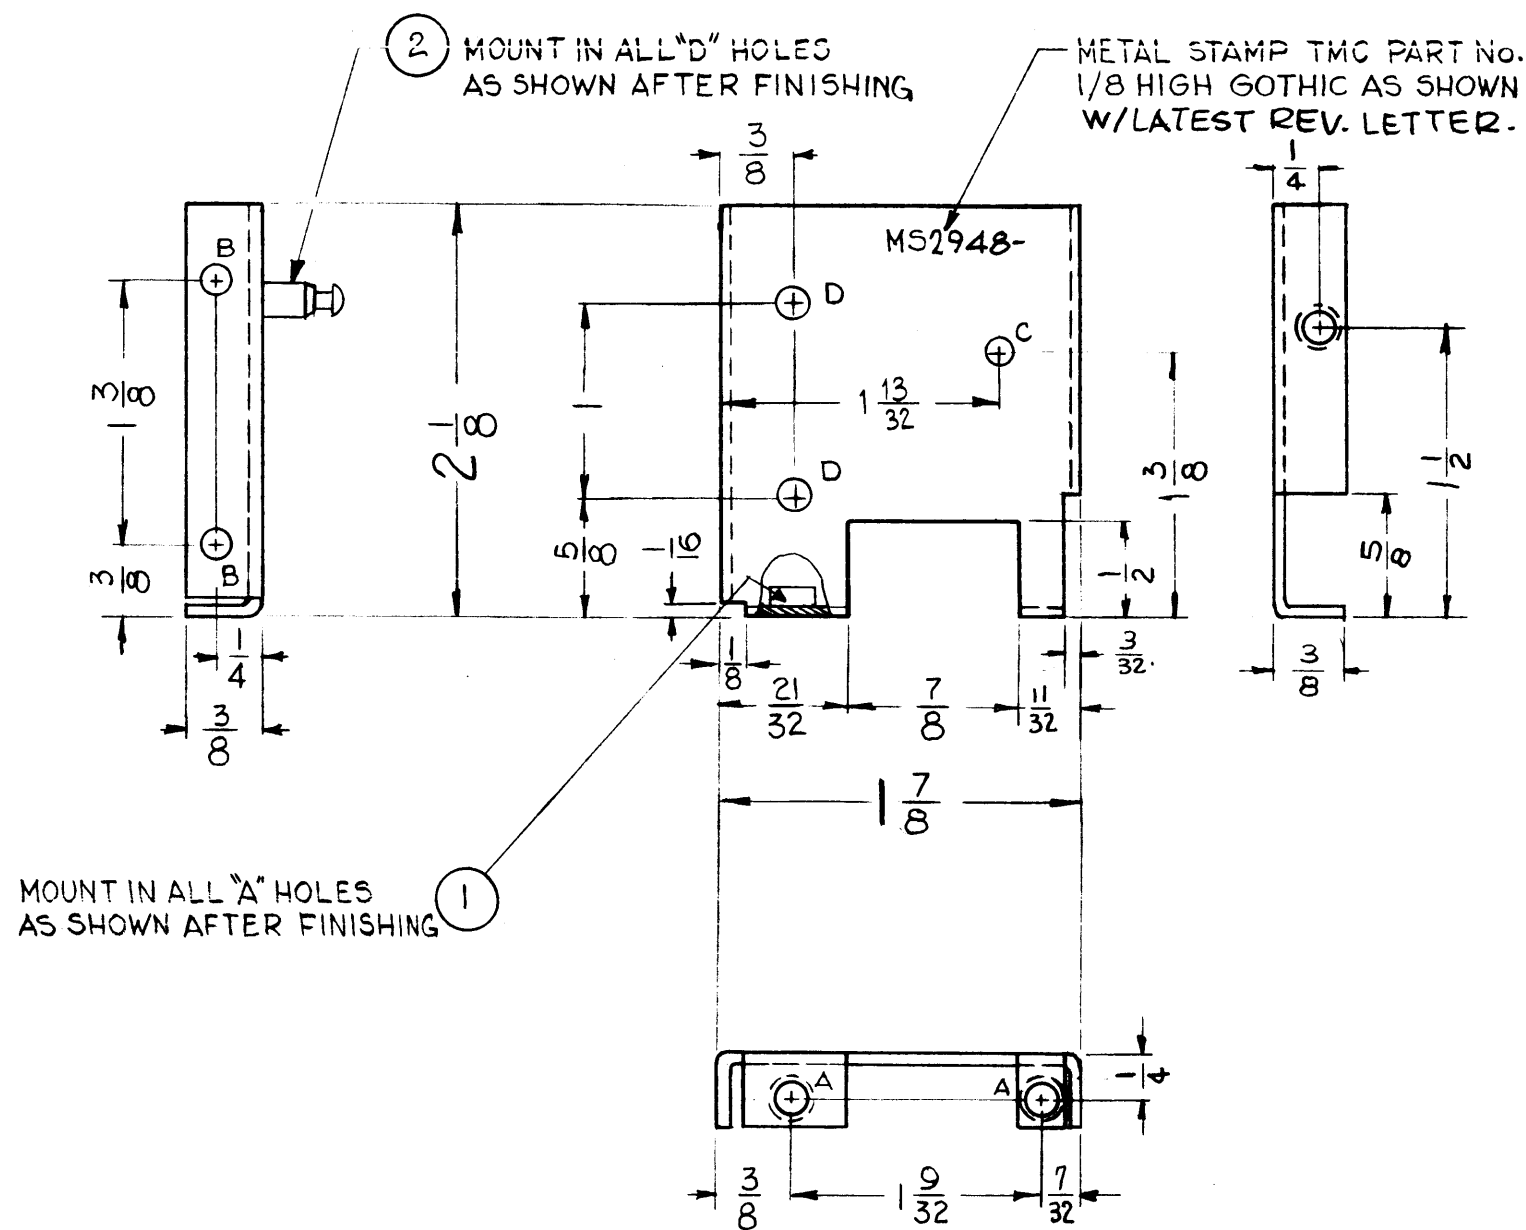 2 MOUNT IN ALL "D" HOLES
AS SHOWN AFTER FINISHING
METAL STAMP TMC PART No.
1/8 HIGH GOTHIC AS SHOWN
W/LATEST REV. LETTER.
3/8
1/4
B
MS2948-
D
C
1 3/8
2 1/8
1
1 13/32
1 3/8
1 1/2
D
B
3/8
5/8
1/16
1/2
5/8
1/4
1/8
3/32.
3/8
3/8
21/32
7/8
11/32
1 7/8
MOUNT IN ALL "A" HOLES
AS SHOWN AFTER FINISHING
1
A
A
1/4
3/8
1 9/32
7/32